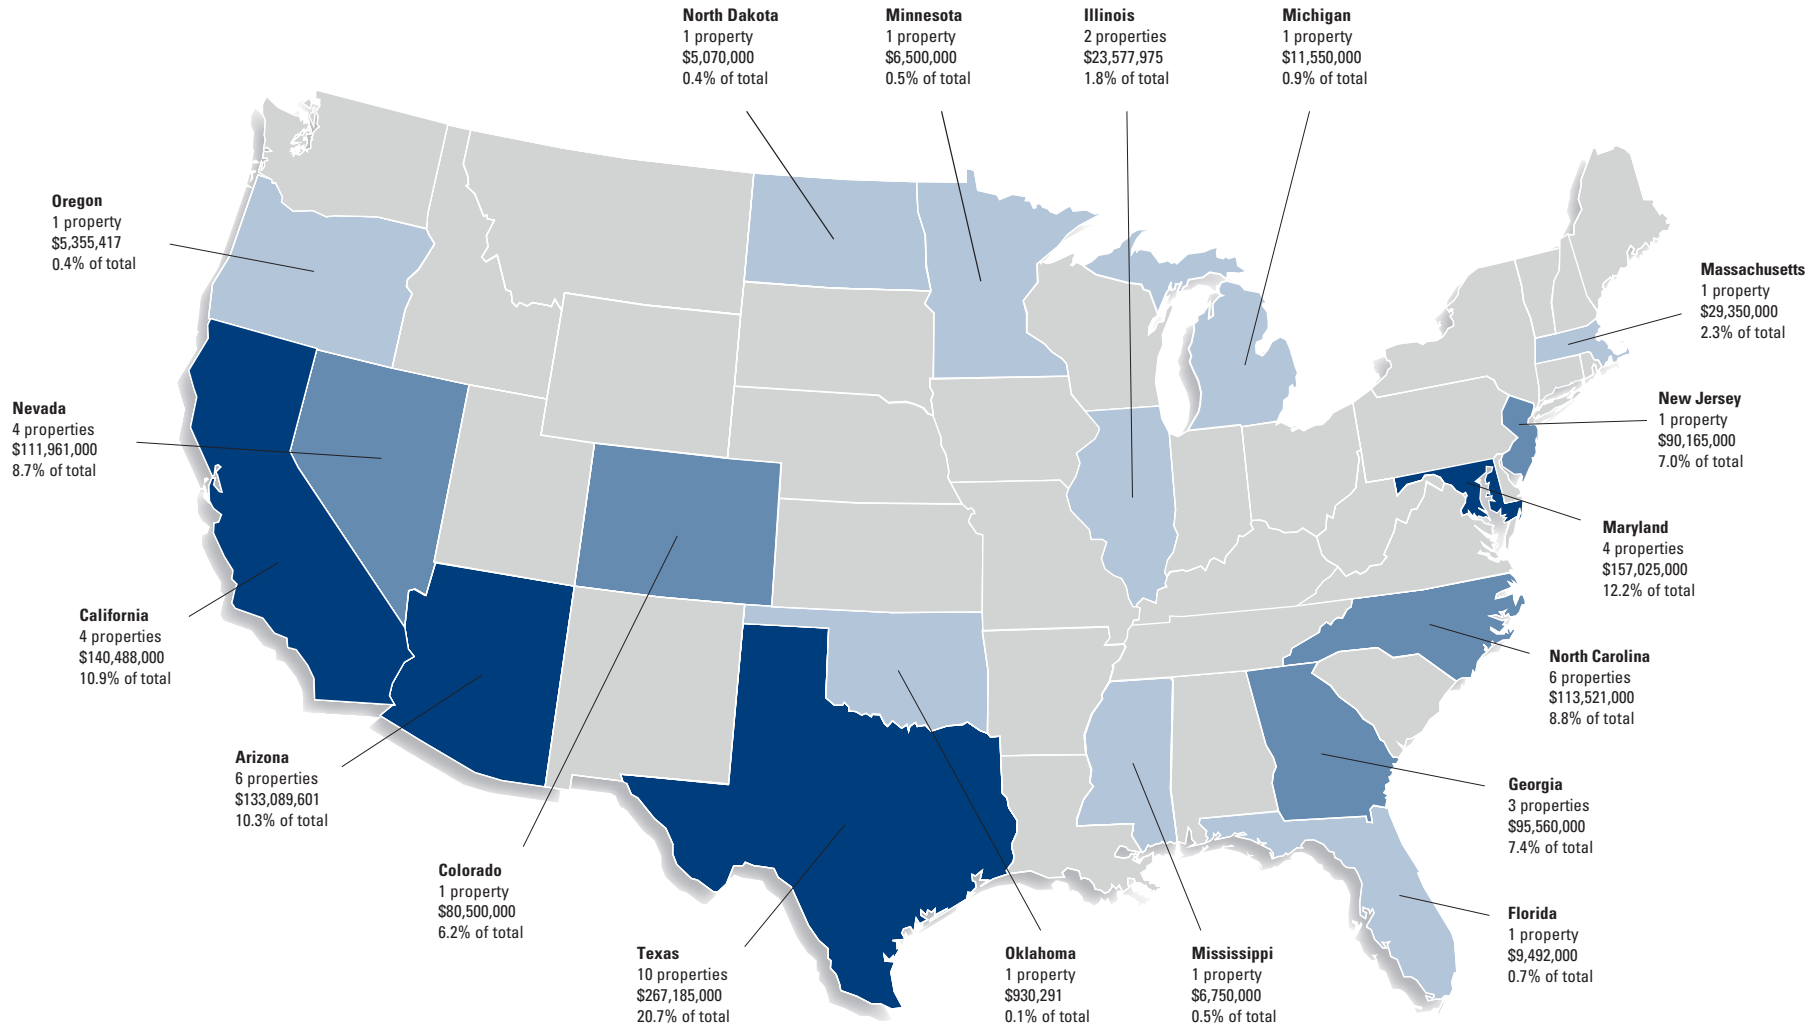 North Dakota
1 property
$5,070,000
0.4% of total
Minnesota
1 property
$6,500,000
0.5% of total
Illinois
2 properties
$23,577,975
1.8% of total
Michigan
1 property
$11,550,000
0.9% of total
Oregon
1 property
$5,355,417
0.4% of total
Massachusetts
1 property
$29,350,000
2.3% of total
Nevada
4 properties
$111,961,000
8.7% of total
New Jersey
1 property
$90,165,000
7.0% of total
Maryland
4 properties
$157,025,000
12.2% of total
California
4 properties
$140,488,000
10.9% of total
North Carolina
6 properties
$113,521,000
8.8% of total
Arizona
6 properties
$133,089,601
10.3% of total
Georgia
3 properties
$95,560,000
7.4% of total
Colorado
1 property
$80,500,000
6.2% of total
Florida
1 property
$9,492,000
0.7% of total
Texas
10 properties
$267,185,000
20.7% of total
Oklahoma
1 property
$930,291
0.1% of total
Mississippi
1 property
$6,750,000
0.5% of total